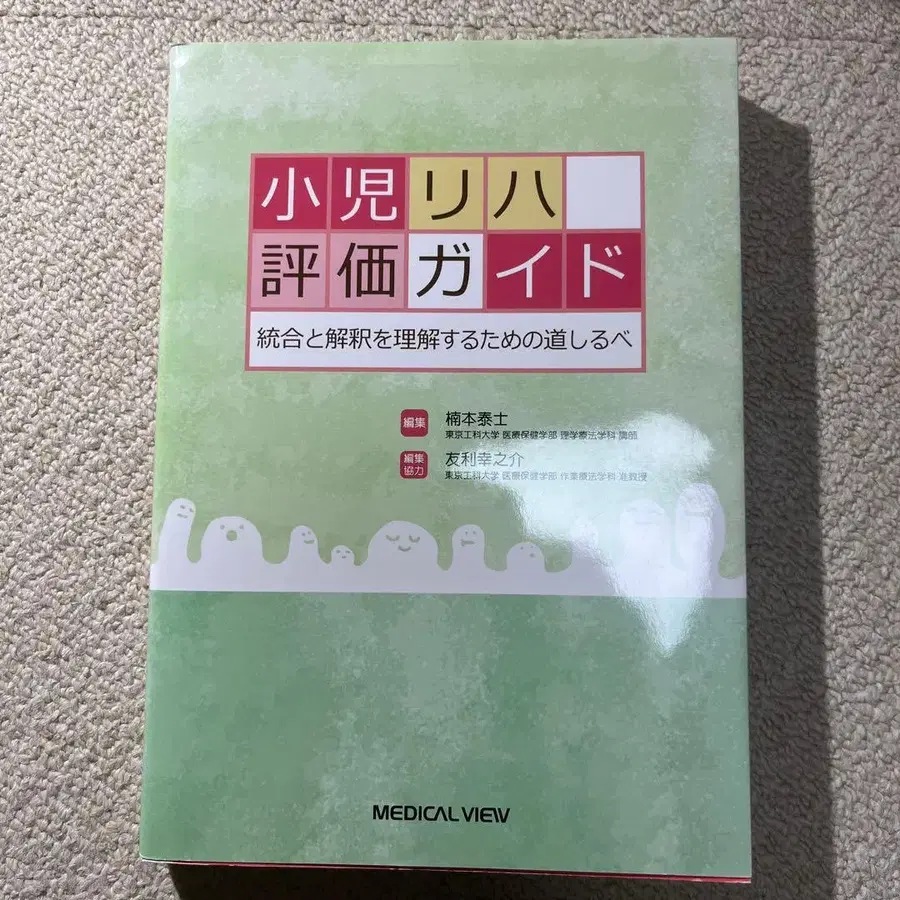 小児リハ
評価ガイド
統合と解釈を理解するための道しるべ
編集 楠本泰士
東京工科大学 医療保健学部 理学療法学科 講師
編集協力 友利幸之介
東京工科大学 医療保健学部 作業療法学科 准教授
MEDICAL VIEW